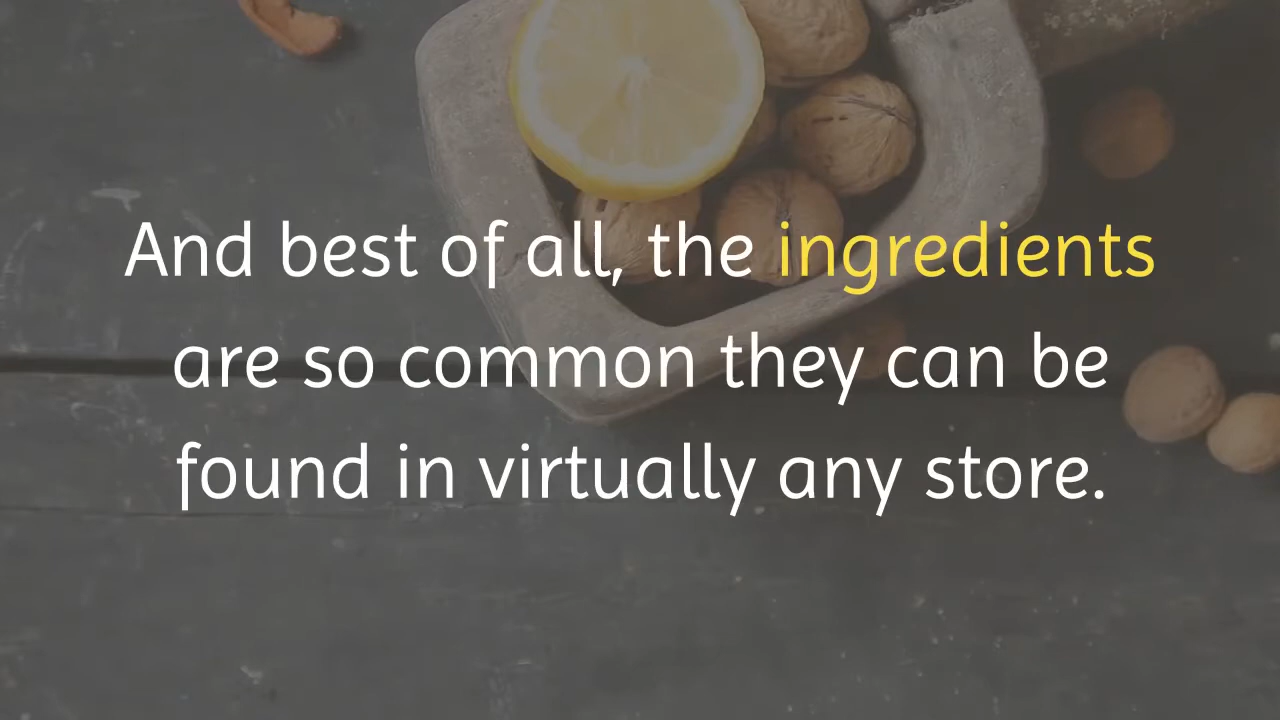 And best of all, the ingredients
are so common they can be
found in virtually any store.